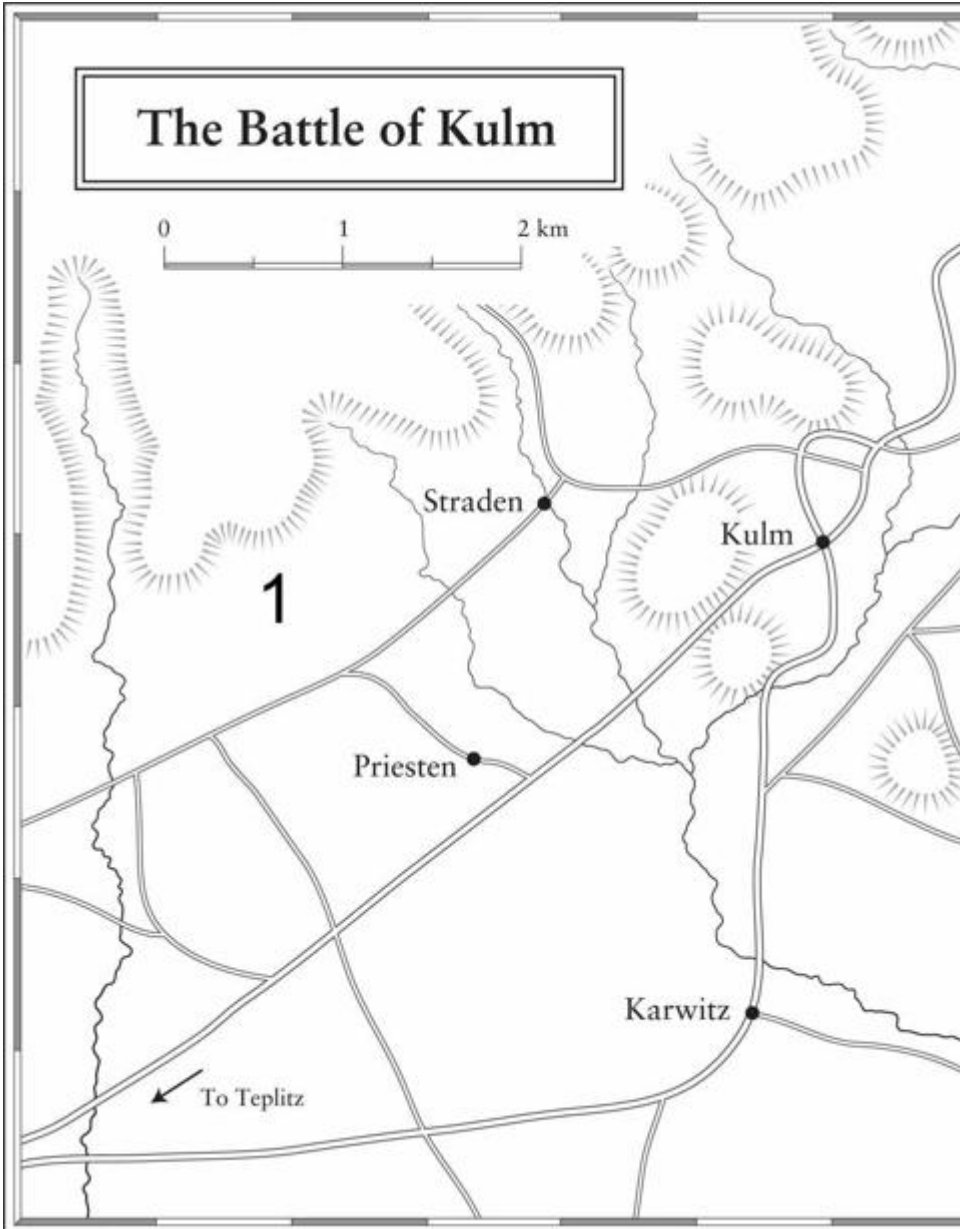 The Battle of Kulm
0 1 2 km
Straden
Kulm
1
Priesten
Karwitz
To Teplitz